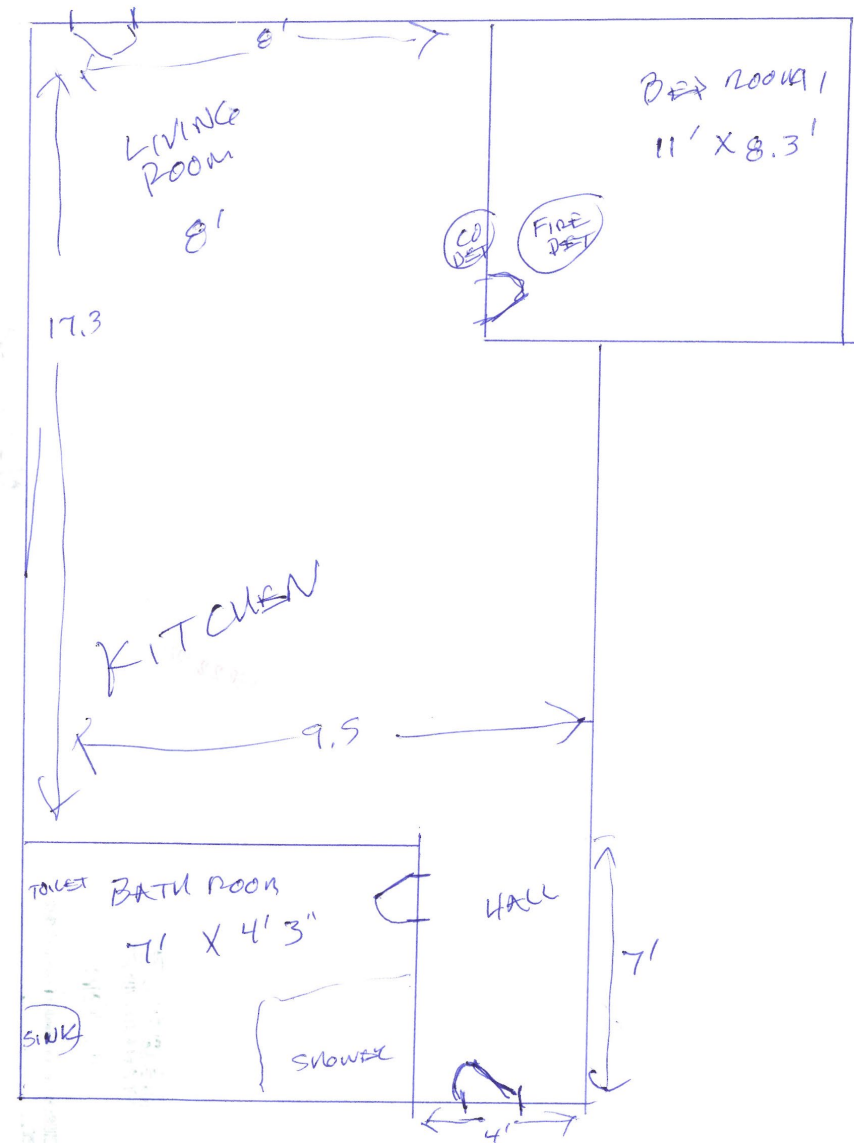 8'
LIVING
ROOM
8'
BED ROOM 1
11' X 8.3'
CO
DET
FIRE
DET
17.3
KITCHEN
9.5
TOILET
BATH ROOM
7' X 4' 3"
HALL
7'
SINK
SHOWER
4'